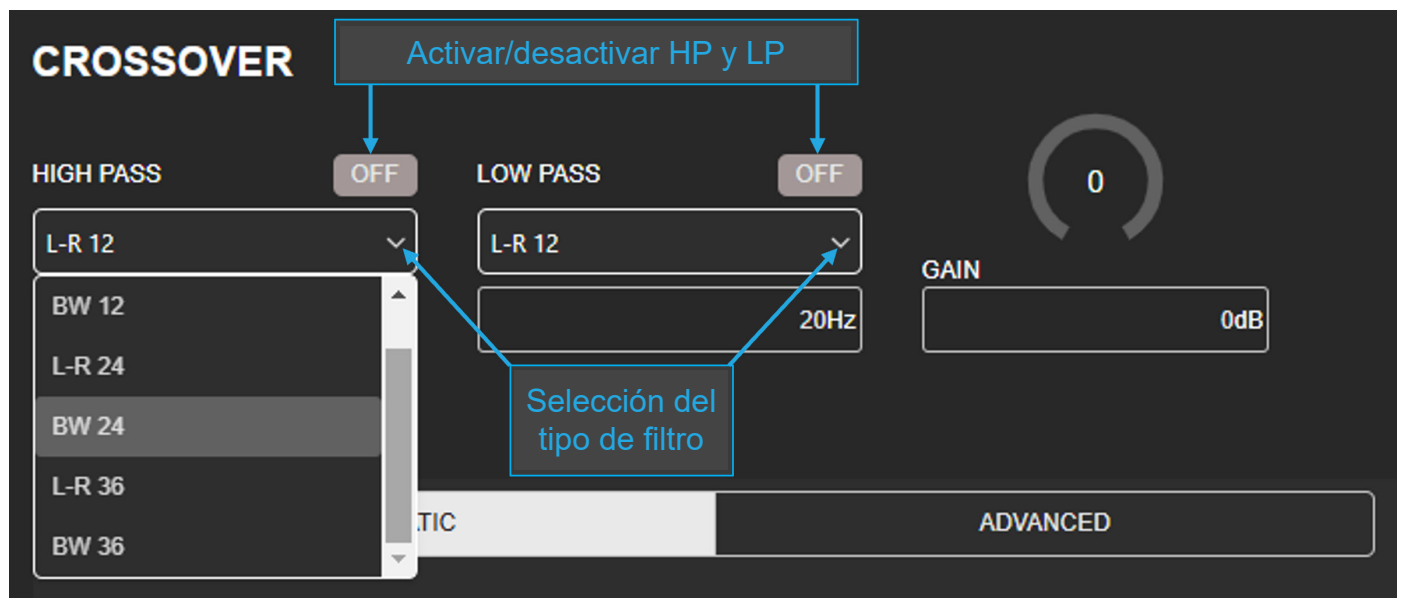 CROSSOVER
Activar/desactivar HP y LP
HIGH PASS
OFF
LOW PASS
OFF
0
L-R 12
L-R 12
GAIN
BW 12
L-R 24
BW 24
L-R 36
BW 36
20Hz
0dB
Selección del
tipo de filtro
TIC
ADVANCED